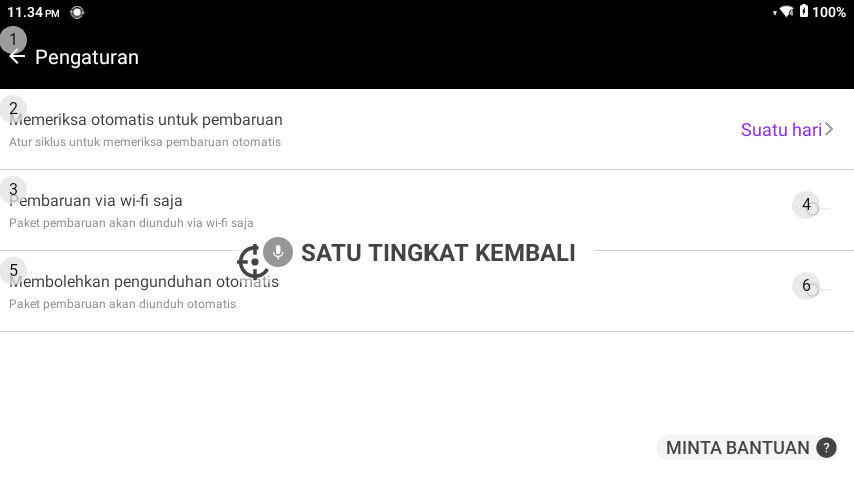 11.34 PM
100%
1
Pengaturan
2
Memeriksa otomatis untuk pembaruan
Atur siklus untuk memeriksa pembaruan otomatis
Suatu hari
3
Pembaruan via wi-fi saja
Paket pembaruan akan diunduh via wi-fi saja
4
SATU TINGKAT KEMBALI
5
Membolehkan pengunduhan otomatis
Paket pembaruan akan diunduh otomatis
6
MINTA BANTUAN ?